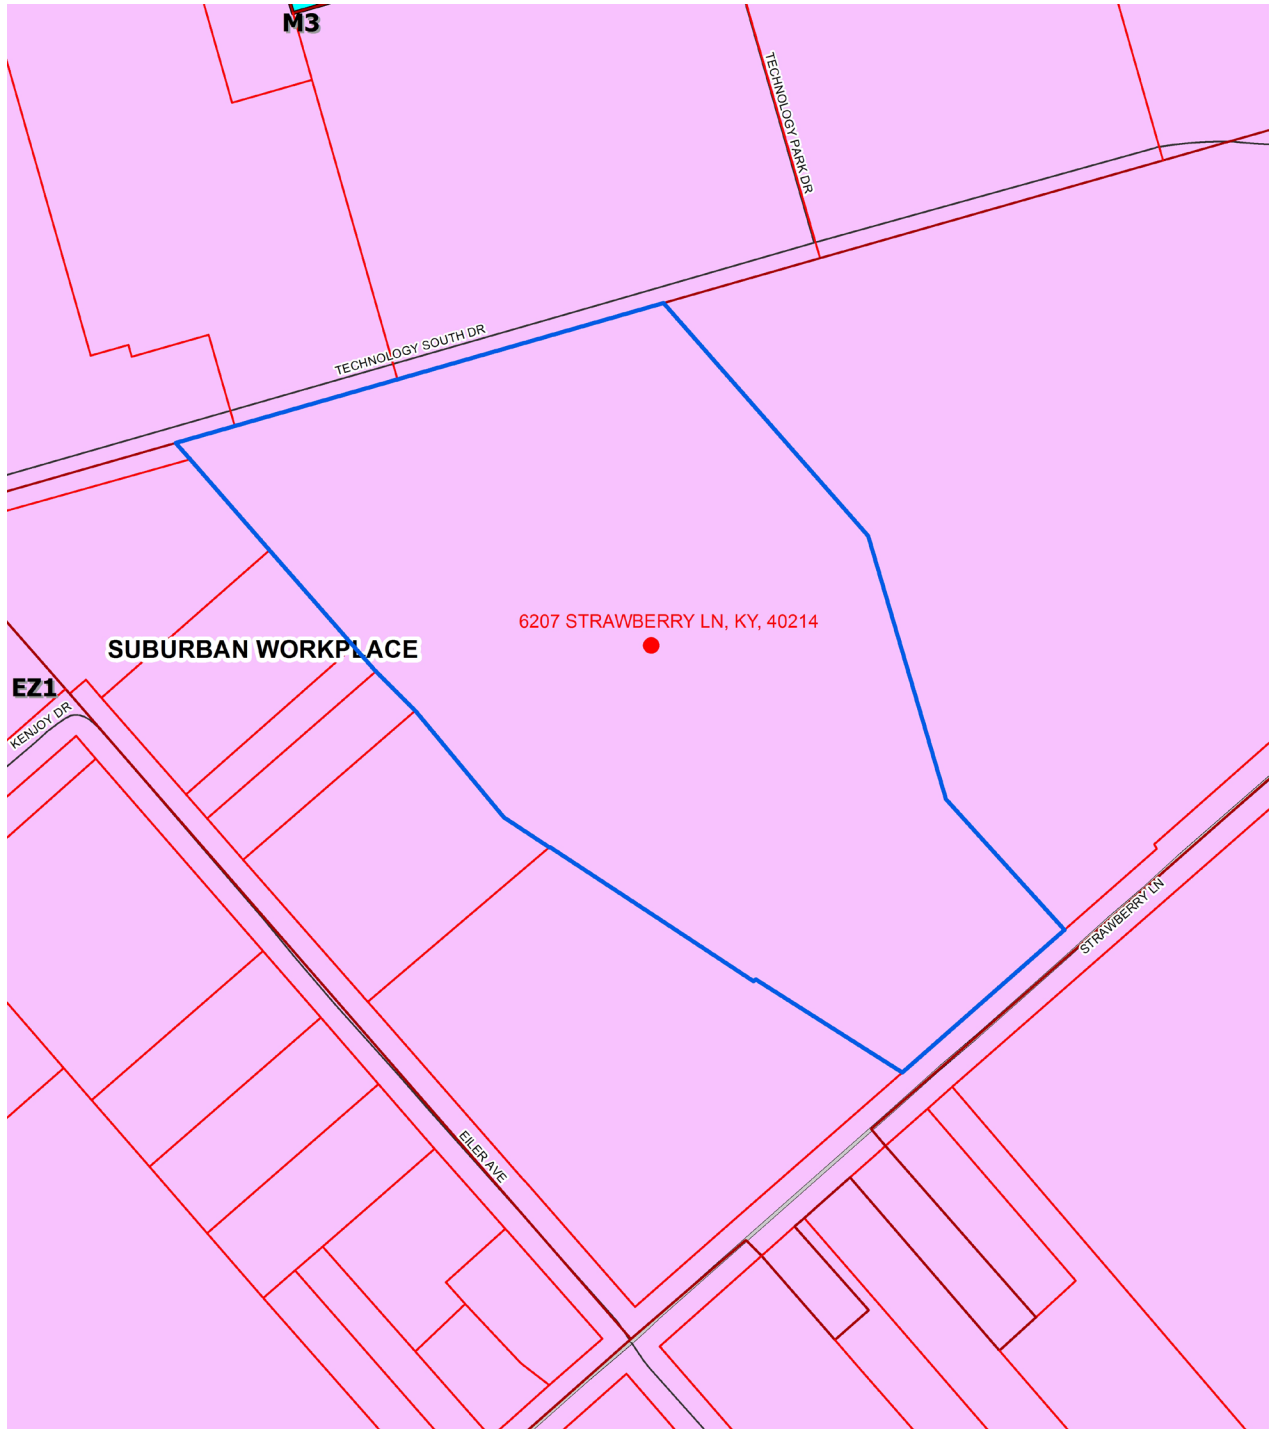 M3
TECHNOLOGY PARK DR
TECHNOLOGY SOUTH DR
6207 STRAWBERRY LN, KY, 40214
SUBURBAN WORKPLACE
EZ1
KENJOY DR
STRAWBERRY LN
EILER AVE